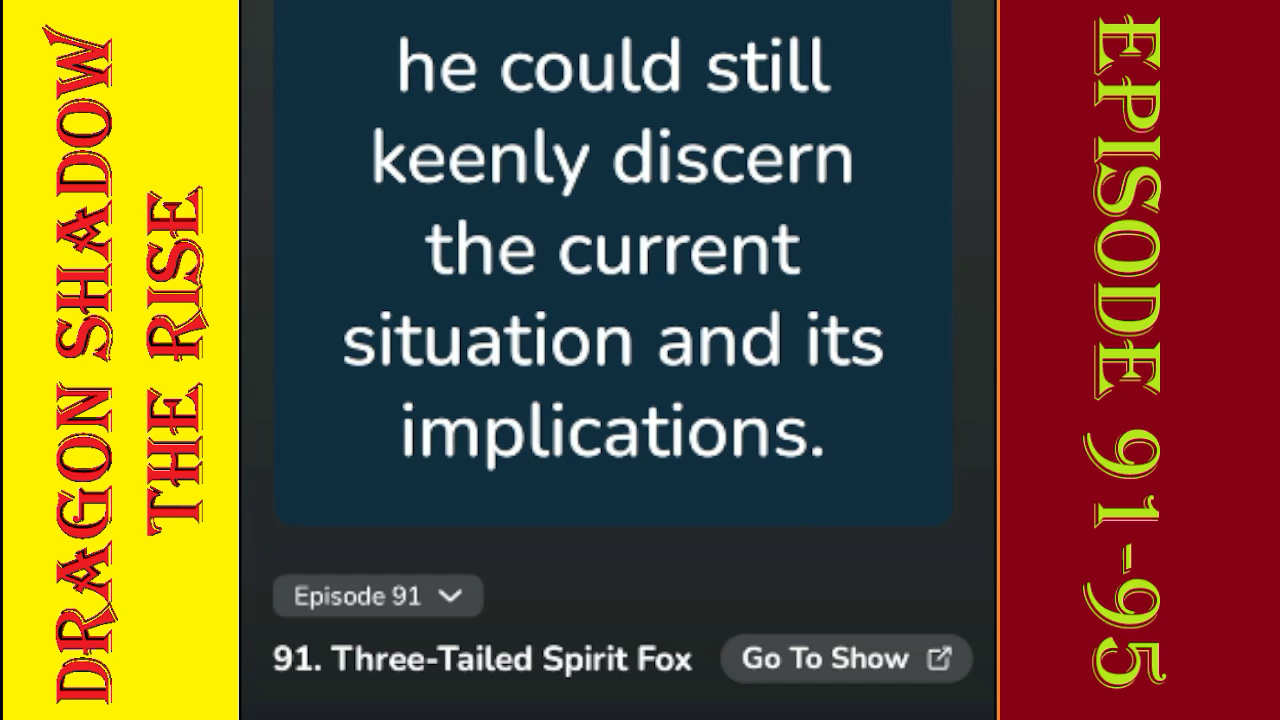 DRAGON SHADOW
THE RISE
he could still
keenly discern
the current
situation and its
implications.
Episode 91
91. Three-Tailed Spirit Fox
Go To Show
EPISODE 91-95